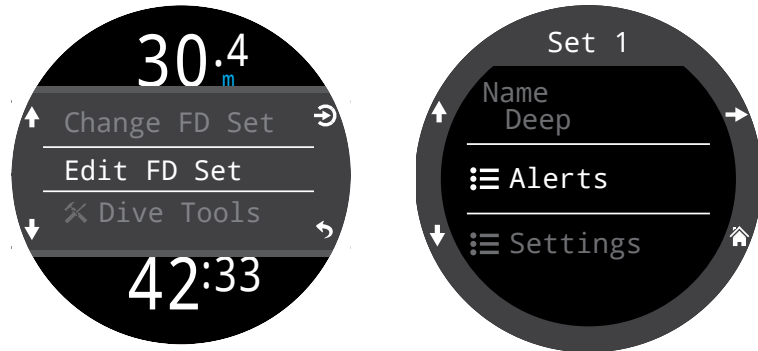 30.4
m
Change FD Set
Edit FD Set
Dive Tools
42:33
Set 1
Name
Deep
Alerts
Settings